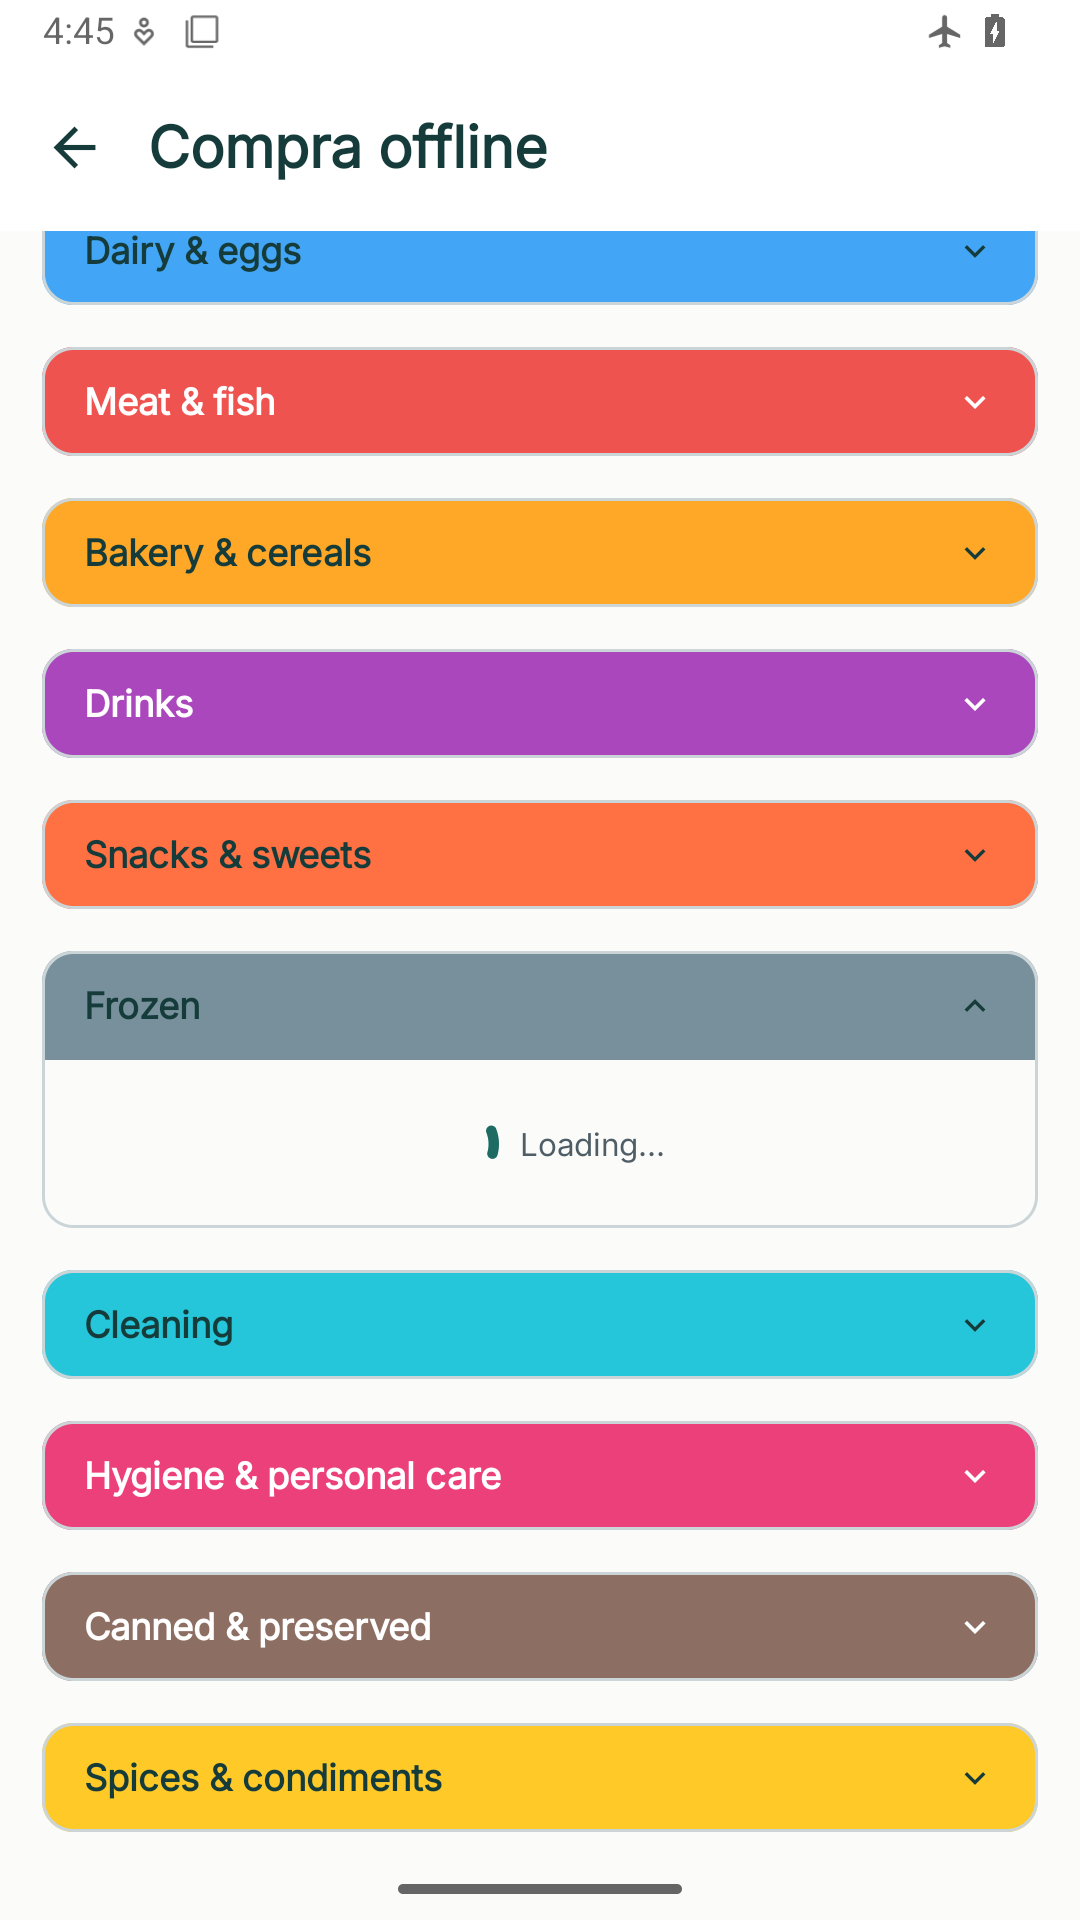 4:45
Compra offline
Dairy & eggs
Meat & fish
Bakery & cereals
Drinks
Snacks & sweets
Frozen
Loading...
Cleaning
Hygiene & personal care
Canned & preserved
Spices & condiments